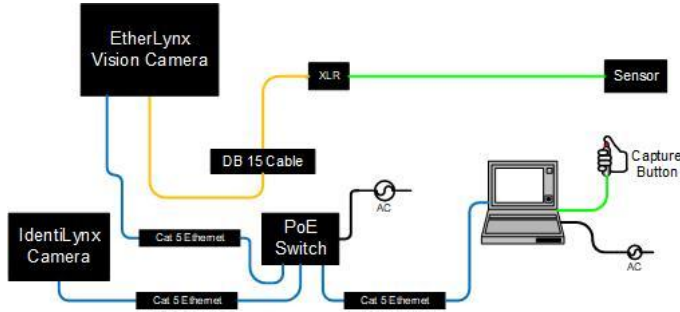 EtherLynx
Vision Camera
XLR
Sensor
DB 15 Cable
Capture
Button
AC
IdentiLynx
Camera
Cat 5 Ethernet
PoE
Switch
AC
Cat 5 Ethernet
Cat 5 Ethernet